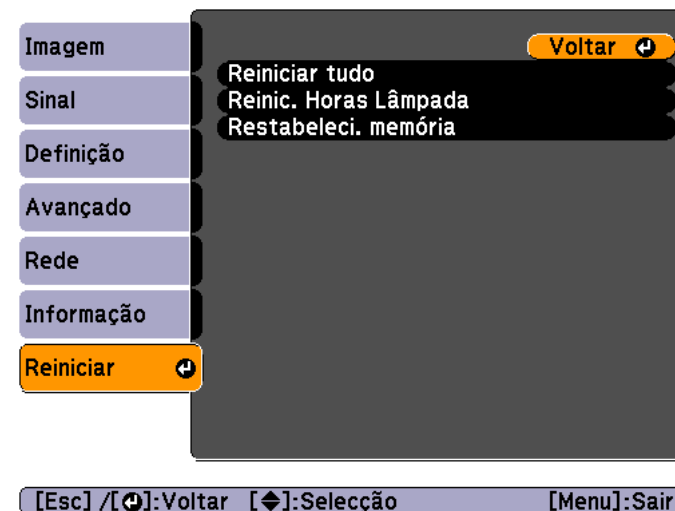 Imagem
Sinal
Definição
Avançado
Rede
Informação
Reiniciar
Voltar
Reiniciar tudo
Reinic. Horas Lâmpada
Restabeleci. memória
[Esc] /[⏎]:Voltar [◆]:Selecção [Menu]:Sair